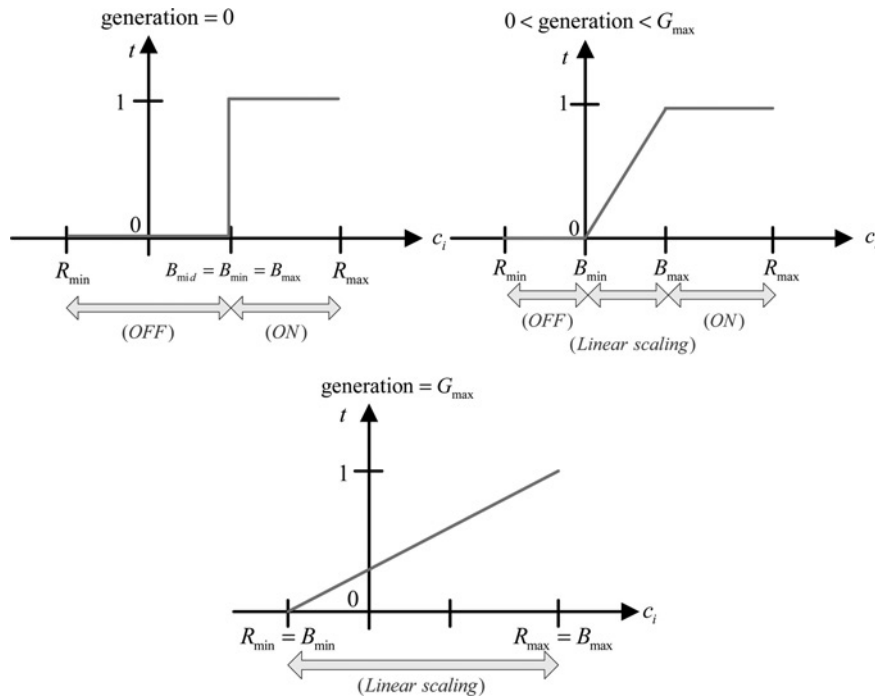 generation = 0
t
1
0
c_i
R_min
B_mid = B_min = B_max
R_max
(OFF)
(ON)
0 < generation < G_max
t
1
0
c_i
R_min
B_min
B_max
R_max
(OFF)
(ON)
(Linear scaling)
generation = G_max
t
1
0
c_i
R_min = B_min
R_max = B_max
(Linear scaling)